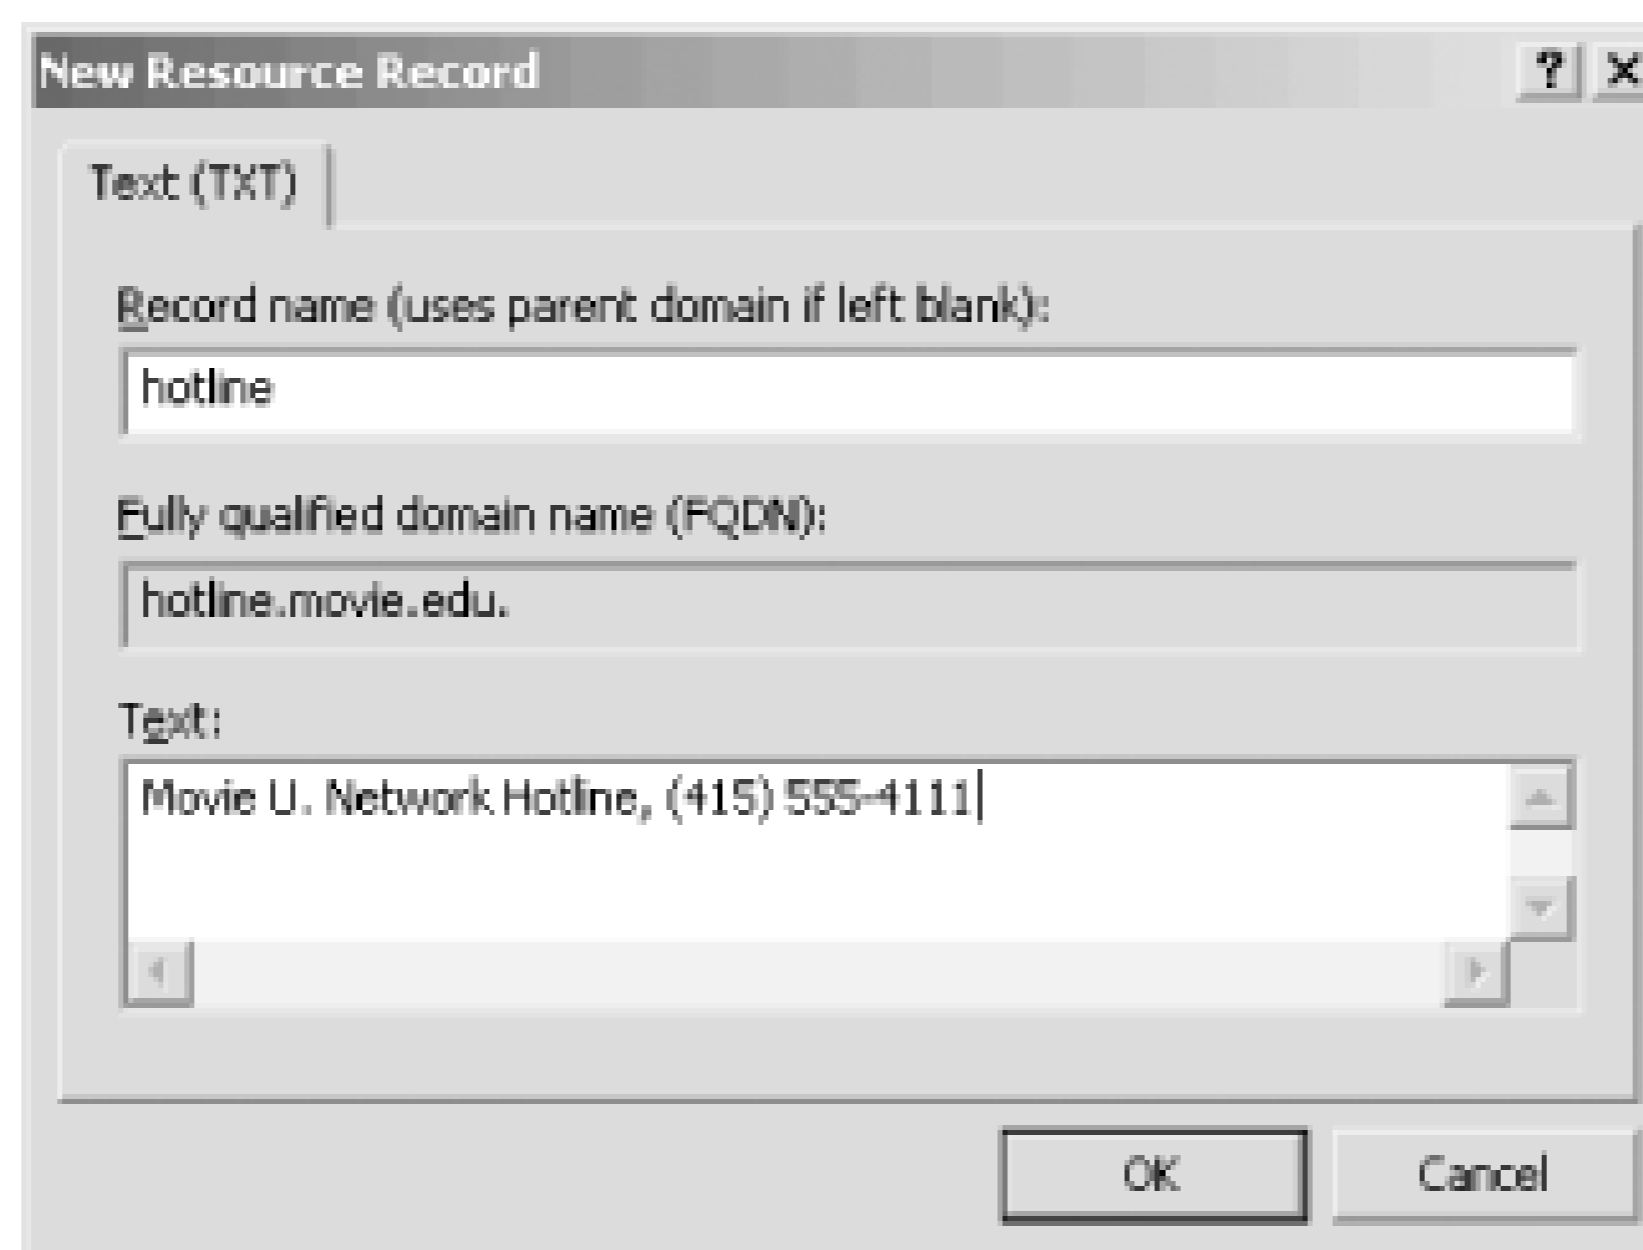 New Resource Record
Text (TXT)
Record name (uses parent domain if left blank):
hotline
Fully qualified domain name (FQDN):
hotline.movie.edu.
Text:
Movie U. Network Hotline, (415) 555-4111
OK
Cancel